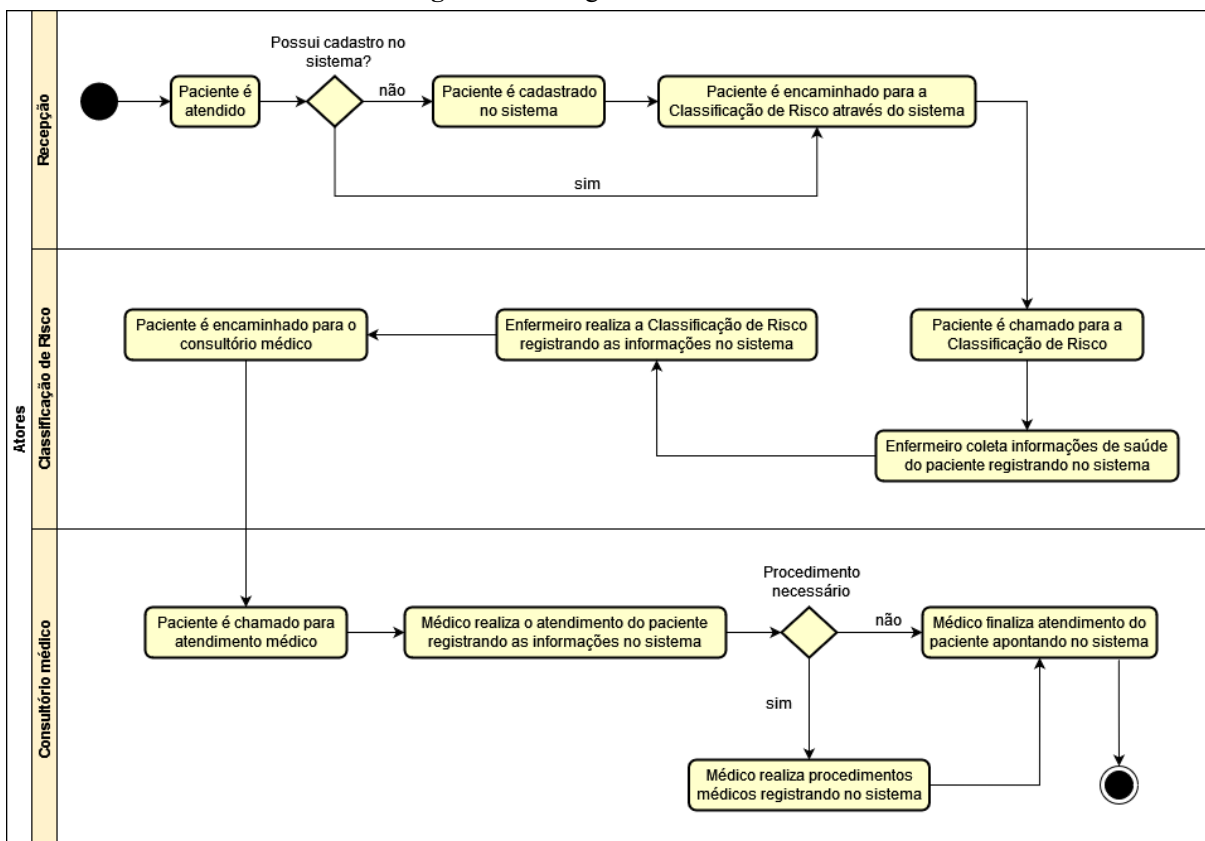 Atores
Recepção
Possui cadastro no
sistema?
Paciente é
atendido
não
Paciente é cadastrado
no sistema
Paciente é encaminhado para a
Classificação de Risco através do sistema
sim
Classificação de Risco
Paciente é encaminhado para o
consultório médico
Enfermeiro realiza a Classificação de Risco
registrando as informações no sistema
Paciente é chamado para a
Classificação de Risco
Enfermeiro coleta informações de saúde
do paciente registrando no sistema
Consultório médico
Procedimento
necessário
Paciente é chamado para
atendimento médico
Médico realiza o atendimento do paciente
registrando as informações no sistema
não
Médico finaliza atendimento do
paciente apontando no sistema
sim
Médico realiza procedimentos
médicos registrando no sistema